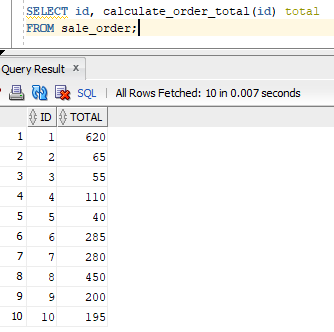 SELECT id, calculate_order_total(id) total
FROM sale_order;
Query Result x
SQL | All Rows Fetched: 10 in 0.007 seconds
ID TOTAL
1 1 620
2 2 65
3 3 55
4 4 110
5 5 40
6 6 285
7 7 280
8 8 450
9 9 200
10 10 195